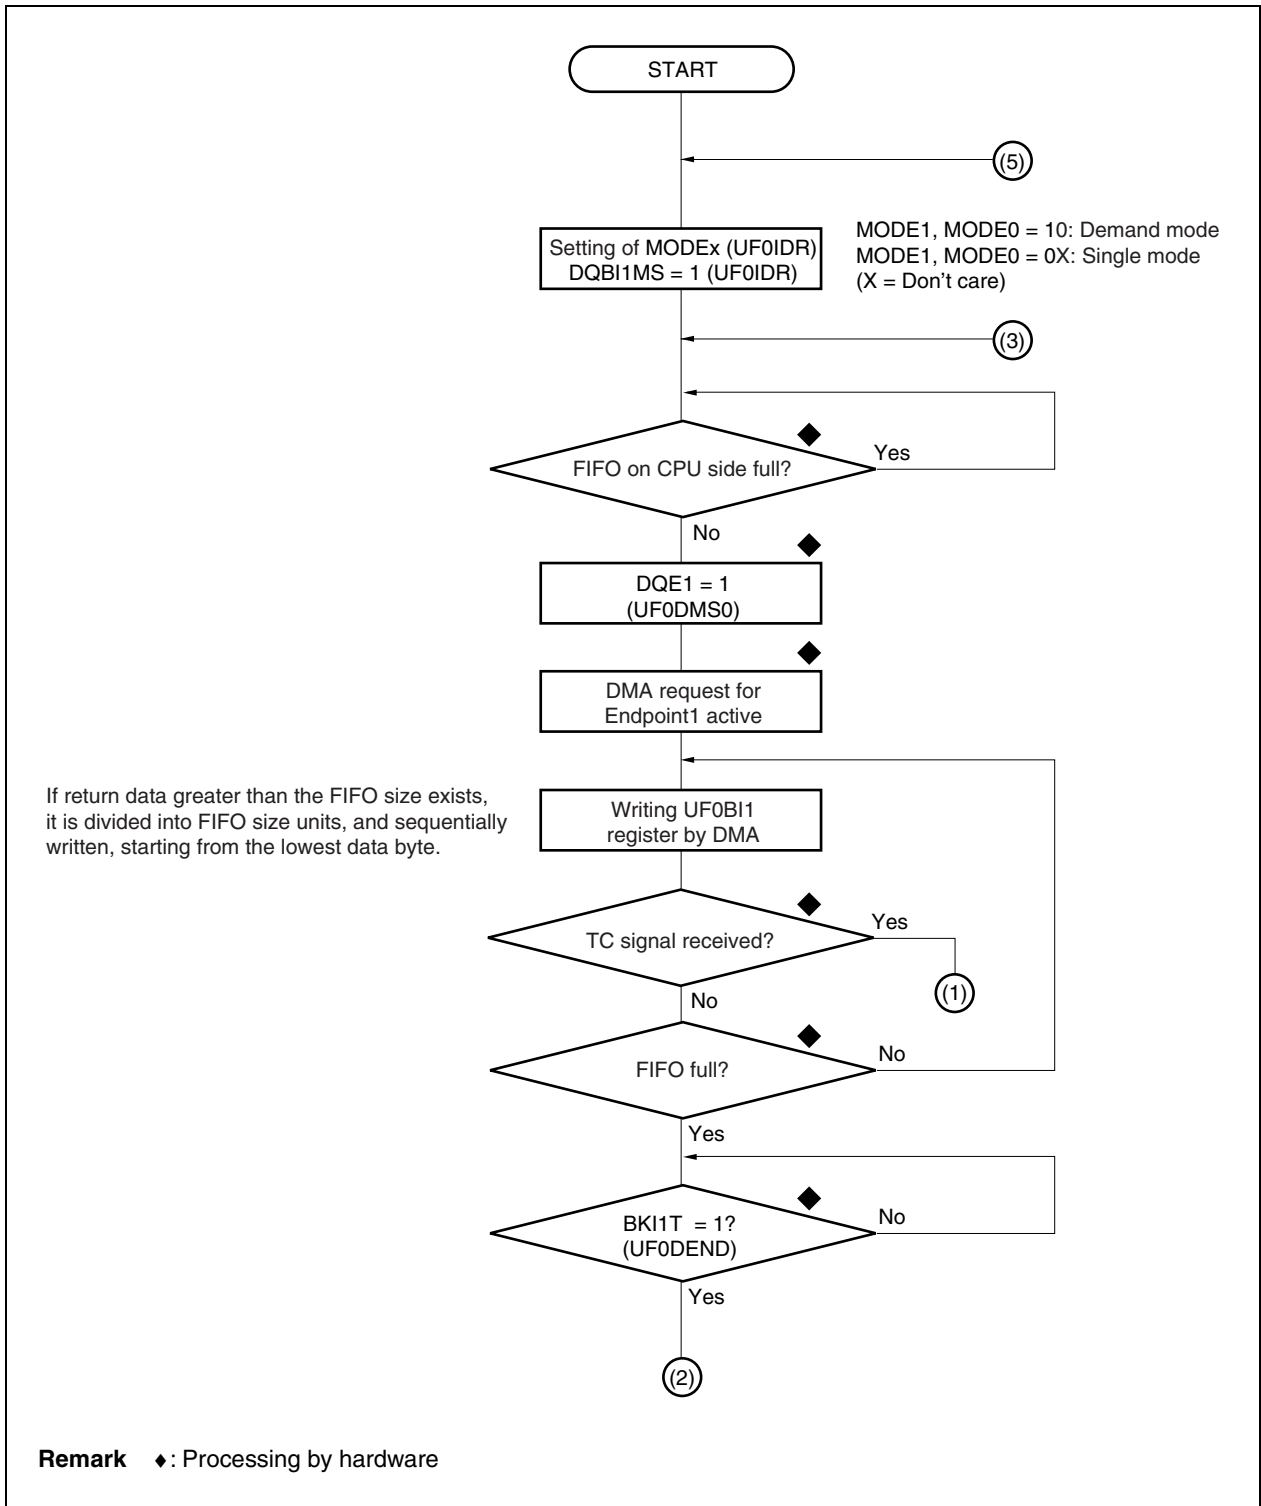 START
(5)
Setting of MODEx (UF0IDR)
DQBI1MS = 1 (UF0IDR)
MODE1, MODE0 = 10: Demand mode
MODE1, MODE0 = 0X: Single mode
(X = Don't care)
(3)
FIFO on CPU side full?
Yes
No
DQE1 = 1
(UF0DMS0)
DMA request for
Endpoint1 active
If return data greater than the FIFO size exists,
it is divided into FIFO size units, and sequentially
written, starting from the lowest data byte.
Writing UF0BI1
register by DMA
TC signal received?
Yes
(1)
No
FIFO full?
No
Yes
BKI1T = 1?
(UF0DEND)
No
Yes
(2)
Remark ♦: Processing by hardware